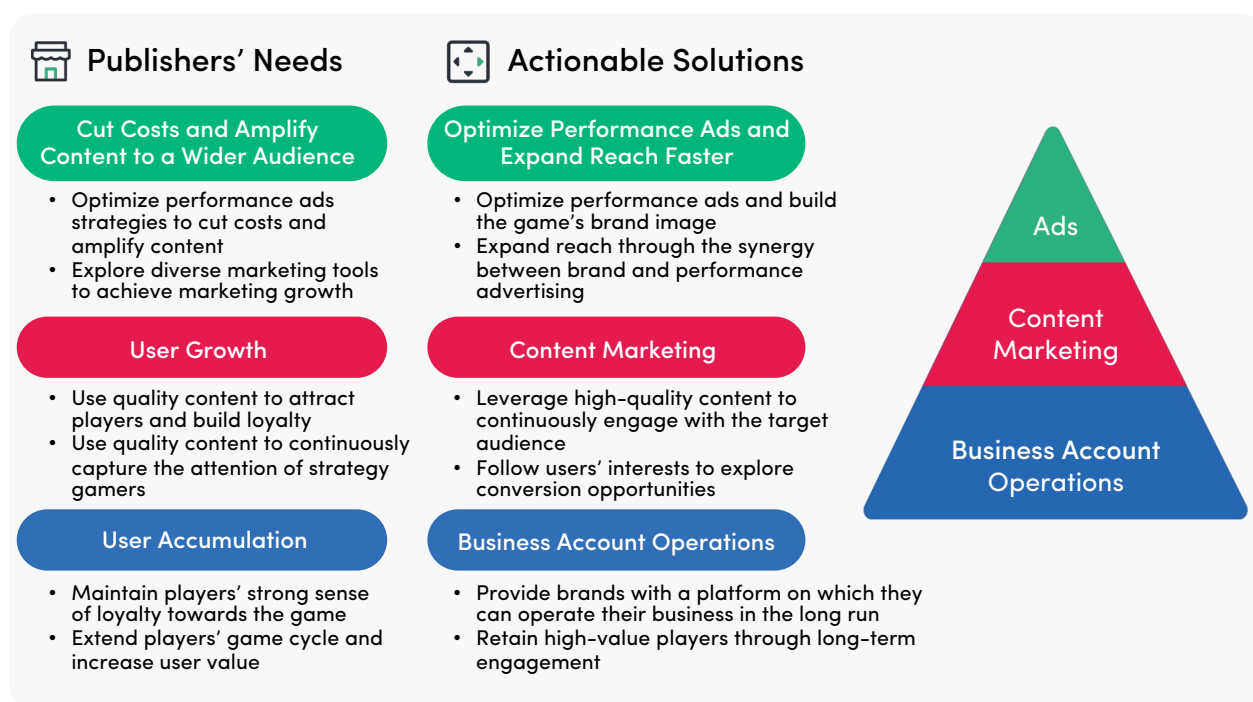 Publishers’ Needs
Cut Costs and Amplify
Content to a Wider Audience
• Optimize performance ads
strategies to cut costs and
amplify content
• Explore diverse marketing tools
to achieve marketing growth
User Growth
• Use quality content to attract
players and build loyalty
• Use quality content to continuously
capture the attention of strategy
gamers
User Accumulation
• Maintain players’ strong sense
of loyalty towards the game
• Extend players’ game cycle and
increase user value
Actionable Solutions
Optimize Performance Ads and
Expand Reach Faster
• Optimize performance ads and build
the game’s brand image
• Expand reach through the synergy
between brand and performance
advertising
Content Marketing
• Leverage high-quality content to
continuously engage with the target
audience
• Follow users’ interests to explore
conversion opportunities
Business Account Operations
• Provide brands with a platform on which they
can operate their business in the long run
• Retain high-value players through long-term
engagement
Ads
Content
Marketing
Business Account
Operations